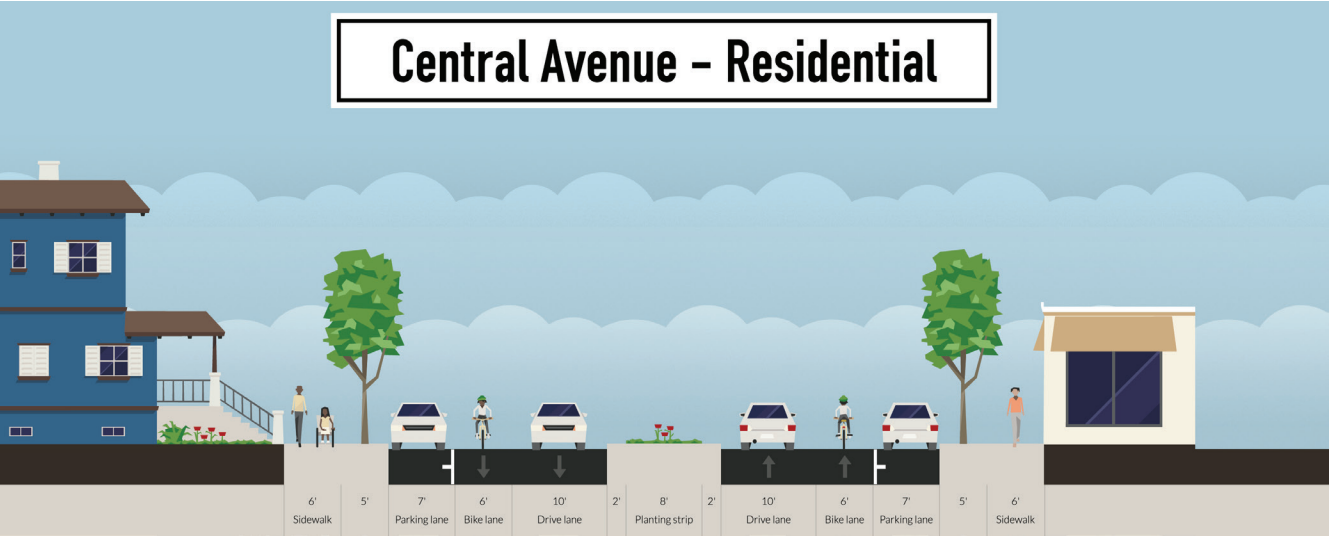 Central Avenue – Residential
6' 5' 7' 6' 10' 2' 8' 2' 10' 6' 7' 5' 6'
Sidewalk Parking lane Bike lane Drive lane Planting strip Drive lane Bike lane Parking lane Sidewalk